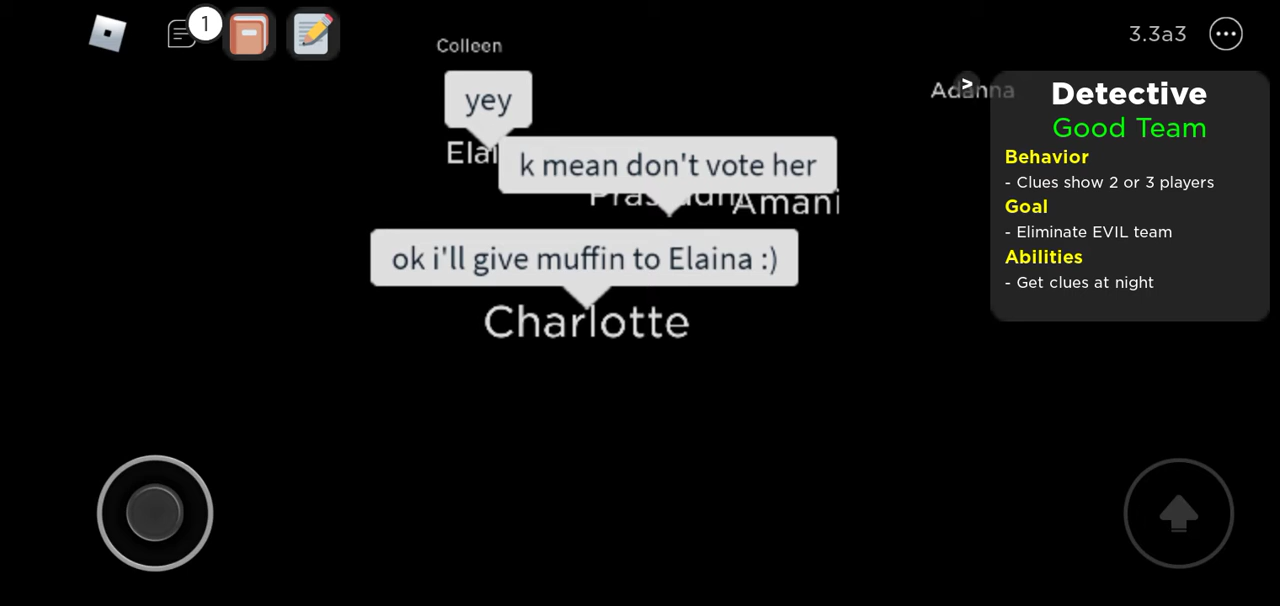 1
3.3a3
Colleen
yey
k mean don't vote her
Amani
ok i'll give muffin to Elaina :)
Charlotte
>
Detective
Good Team
Behavior
- Clues show 2 or 3 players
Goal
- Eliminate EVIL team
Abilities
- Get clues at night